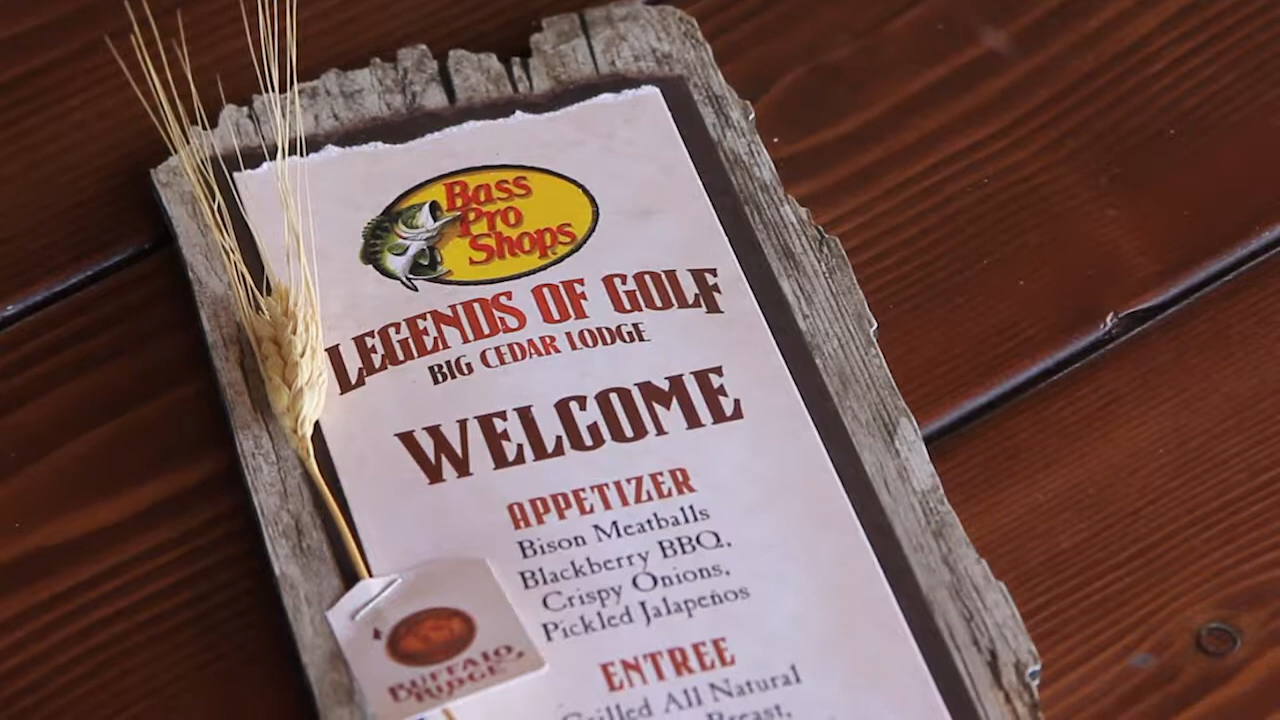 Bass
Pro
Shops
LEGENDS OF GOLF
BIG CEDAR LODGE
WELCOME
APPETIZER
Bison Meatballs
Blackberry BBQ,
Crispy Onions,
Pickled Jalapeños
ENTREE
Grilled All Natural
Breast,
BUFFALO
RIDGE